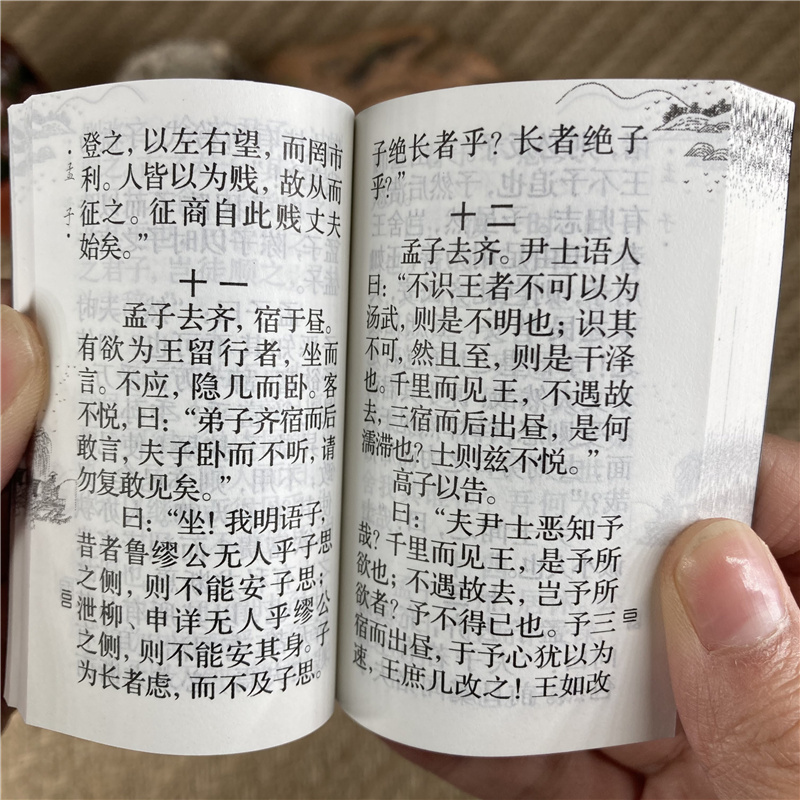 登之，以左右望，而罔市
利。人皆以为贱，故从而
征之。征商自此贱丈夫
始矣。”
十一
孟子去齐，宿于昼。
有欲为王留行者，坐而
言。不应，隐几而卧。客
不悦，曰：“弟子齐宿而后
敢言，夫子卧而不听，请
勿复敢见矣。”
曰：“坐！我明语子，
昔者鲁缪公无人乎子思
之侧，则不能安子思；
泄柳、申详无人乎缪公
之侧，则不能安其身。子
为长者虑，而不及子思。
·孟子·
100
子绝长者乎？长者绝子
乎？”
十二
孟子去齐。尹士语人
曰：“不识王者不可以为
汤武，则是不明也；识其
不可，然且至，则是干泽
也。千里而见王，不遇故
去，三宿而后出昼，是何
濡滞也？士则兹不悦。”
高子以告。
曰：“夫尹士恶知予
哉？千里而见王，是予所
欲也；不遇故去，岂予所
欲者？予不得已也。予三
宿而出昼，于予心犹以为
速，王庶几改之！王如改
101